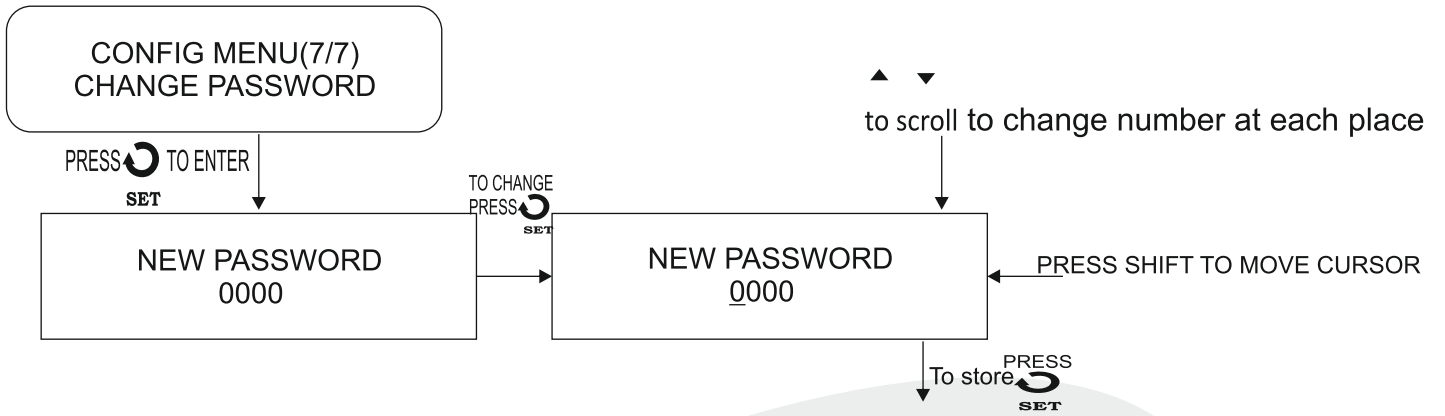 CONFIG MENU(7/7)
CHANGE PASSWORD
▲ ▼
to scroll to change number at each place
PRESS TO ENTER
SET
TO CHANGE
PRESS
SET
NEW PASSWORD
0000
NEW PASSWORD
0000
PRESS SHIFT TO MOVE CURSOR
To store PRESS
SET